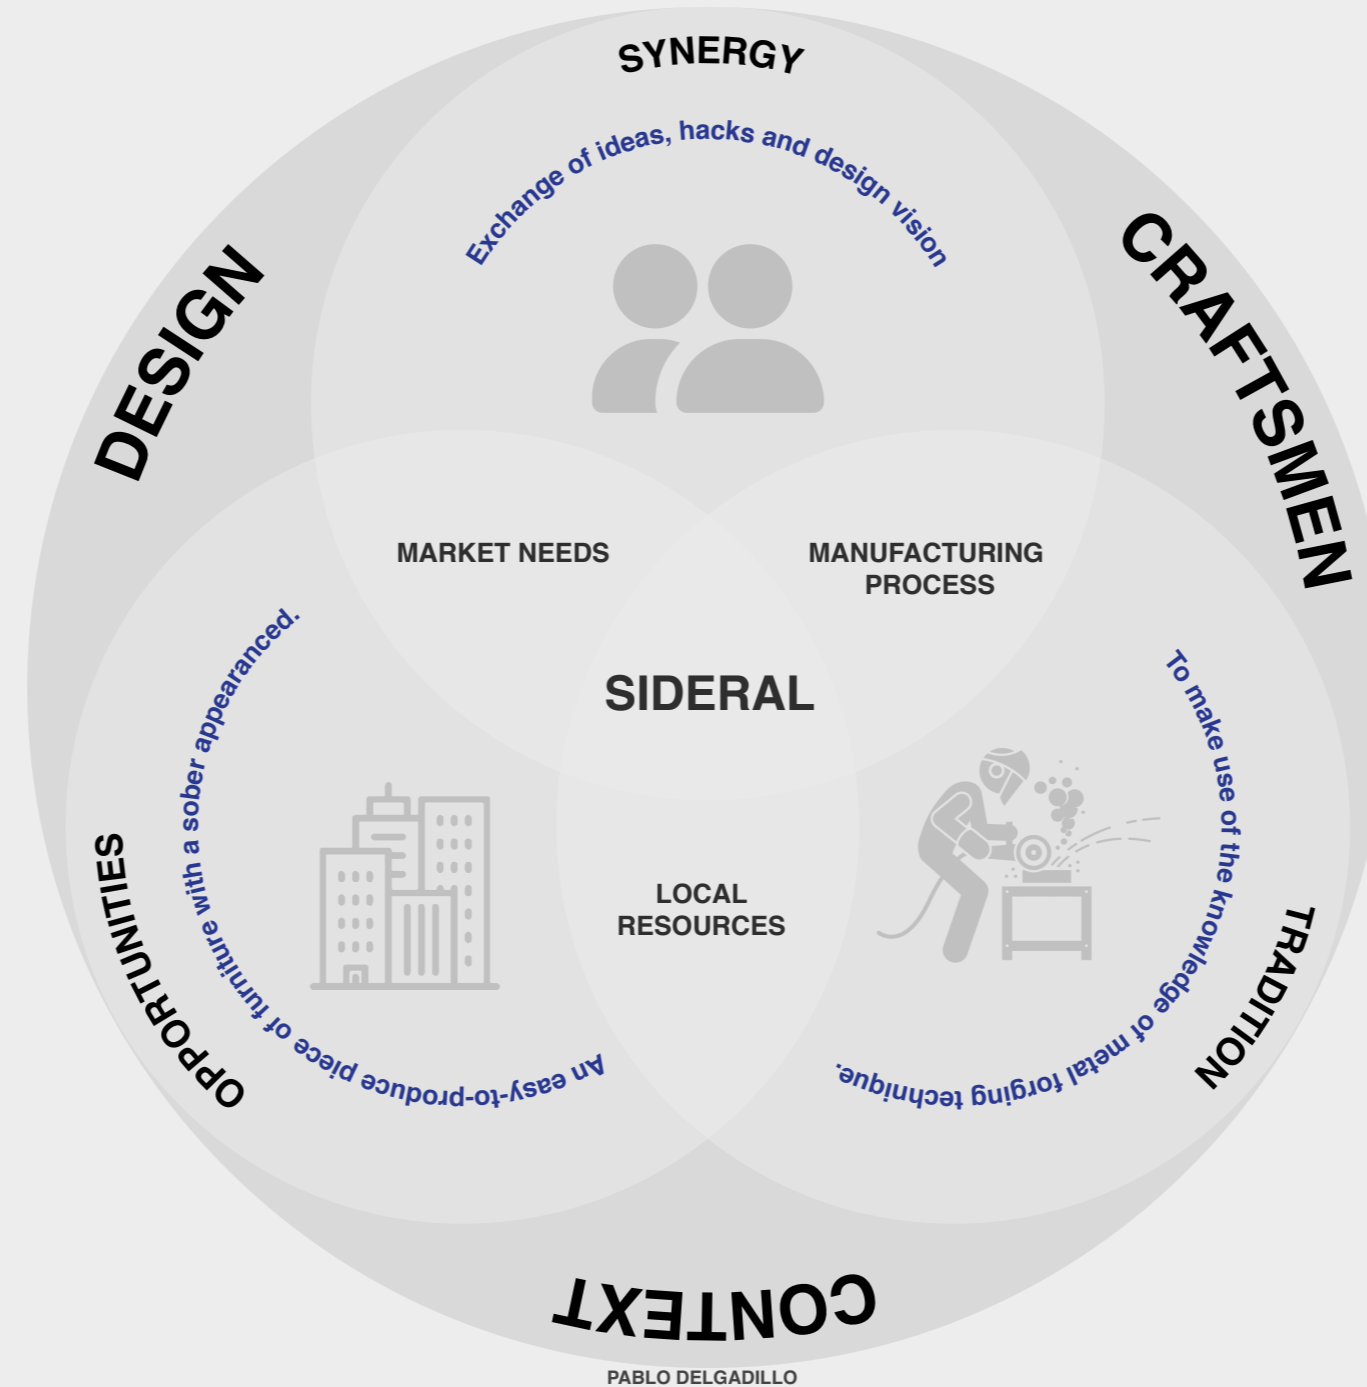 SYNERGY
Exchange of ideas, hacks and design vision
DESIGN
CRAFTSMEN
MARKET NEEDS
MANUFACTURING
PROCESS
SIDERAL
An easy-to-produce piece of furniture with a sober appearanced.
To make use of the knowledge of metal forging technique.
OPPORTUNITIES
LOCAL
RESOURCES
TRADITION
CONTEXT
PABLO DELGADILLO